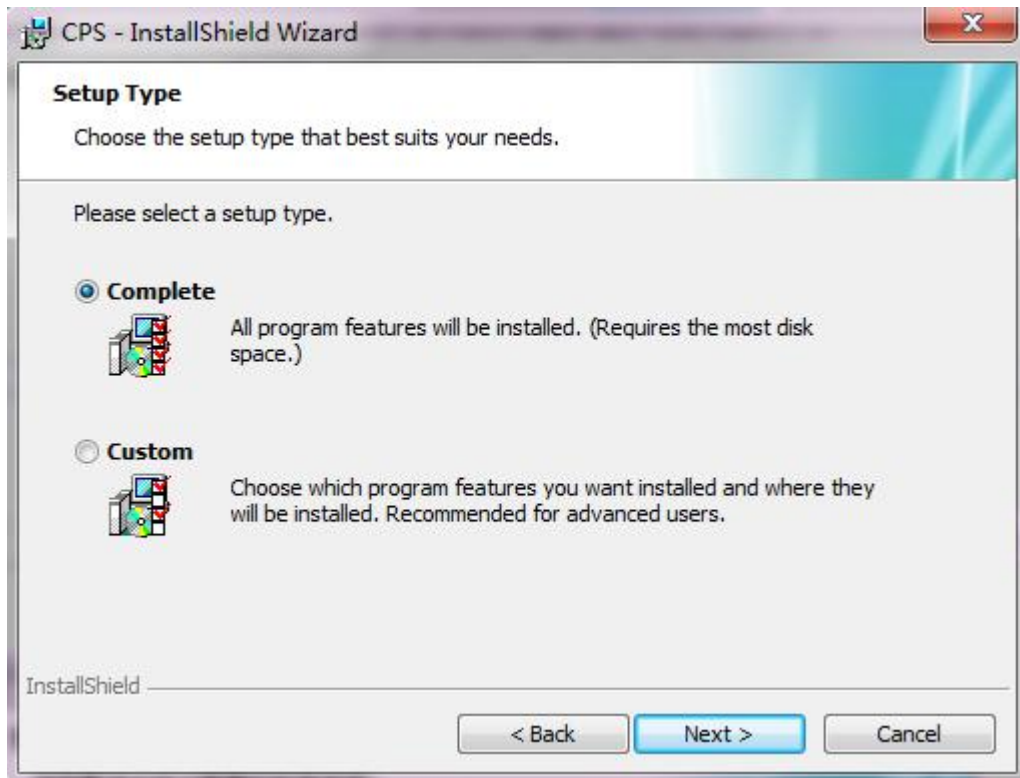 CPS - InstallShield Wizard
Setup Type
Choose the setup type that best suits your needs.
Please select a setup type.
Complete
All program features will be installed. (Requires the most disk
space.)
Custom
Choose which program features you want installed and where they
will be installed. Recommended for advanced users.
InstallShield
< Back
Next >
Cancel